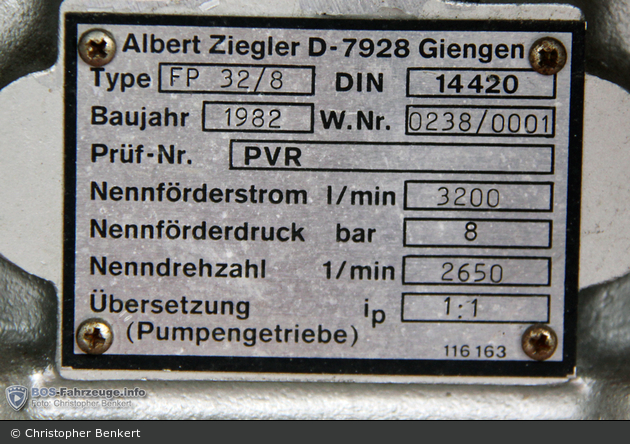 Albert Ziegler D-7928 Giengen
Type FP 32/8 DIN 14420
Baujahr 1982 W.Nr. 0238/0001
Prüf-Nr. PVR
Nennförderstrom l/min 3200
Nennförderdruck bar 8
Nenndrehzahl 1/min 2650
Übersetzung ip 1:1
(Pumpengetriebe)
116 163
BOS-Fahrzeuge.info
Foto: Christopher Benkert
© Christopher Benkert